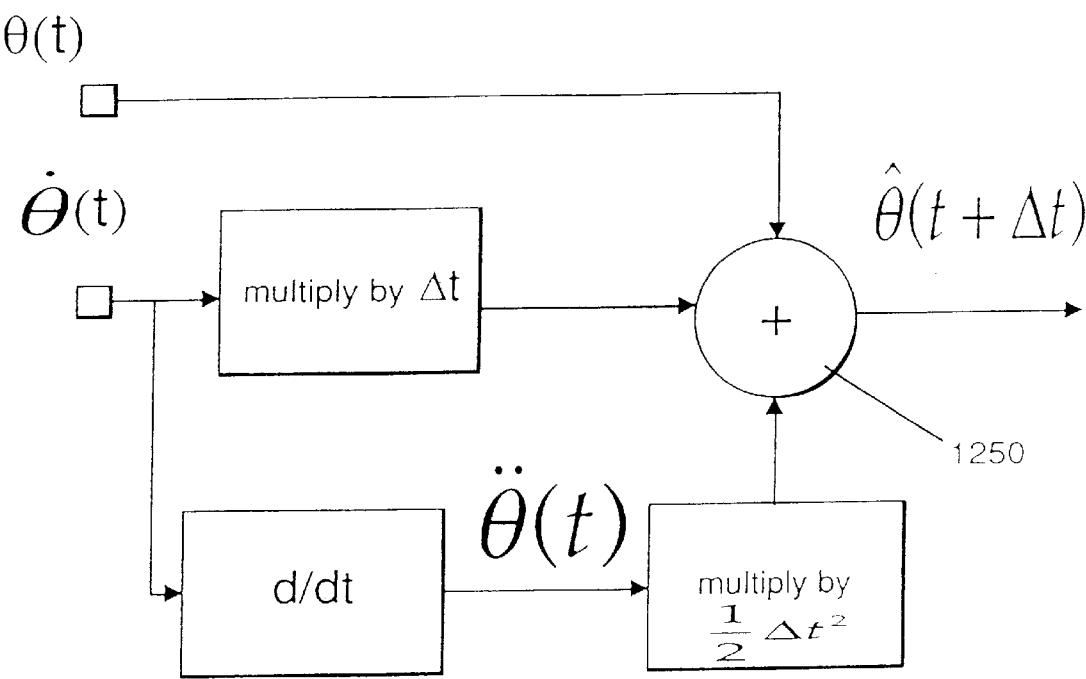 θ(t)
θ̇(t)
multiply by Δt
+
θ̂(t + Δt)
1250
d/dt
θ̈(t)
multiply by
1/2 Δt²